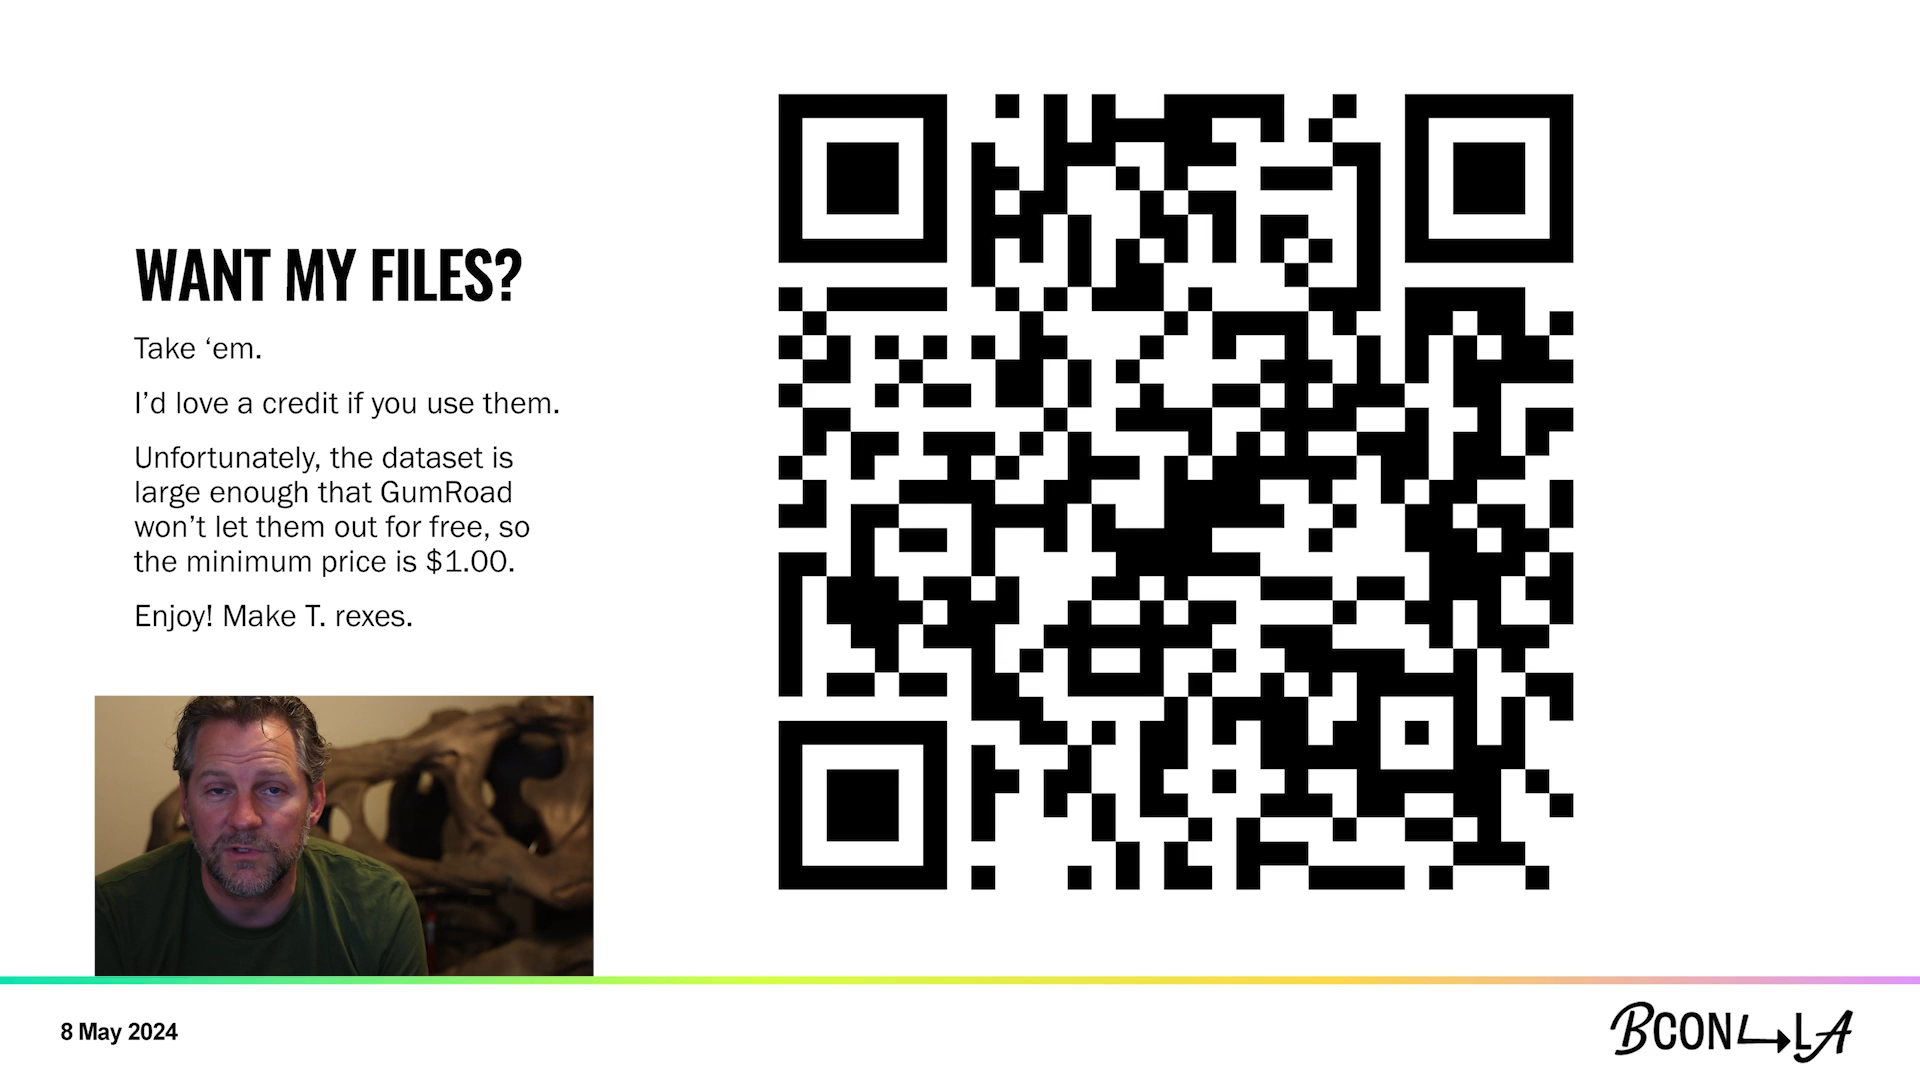 WANT MY FILES?
Take ‘em.
I’d love a credit if you use them.
Unfortunately, the dataset is
large enough that GumRoad
won’t let them out for free, so
the minimum price is $1.00.
Enjoy! Make T. rexes.
8 May 2024
BCON LA